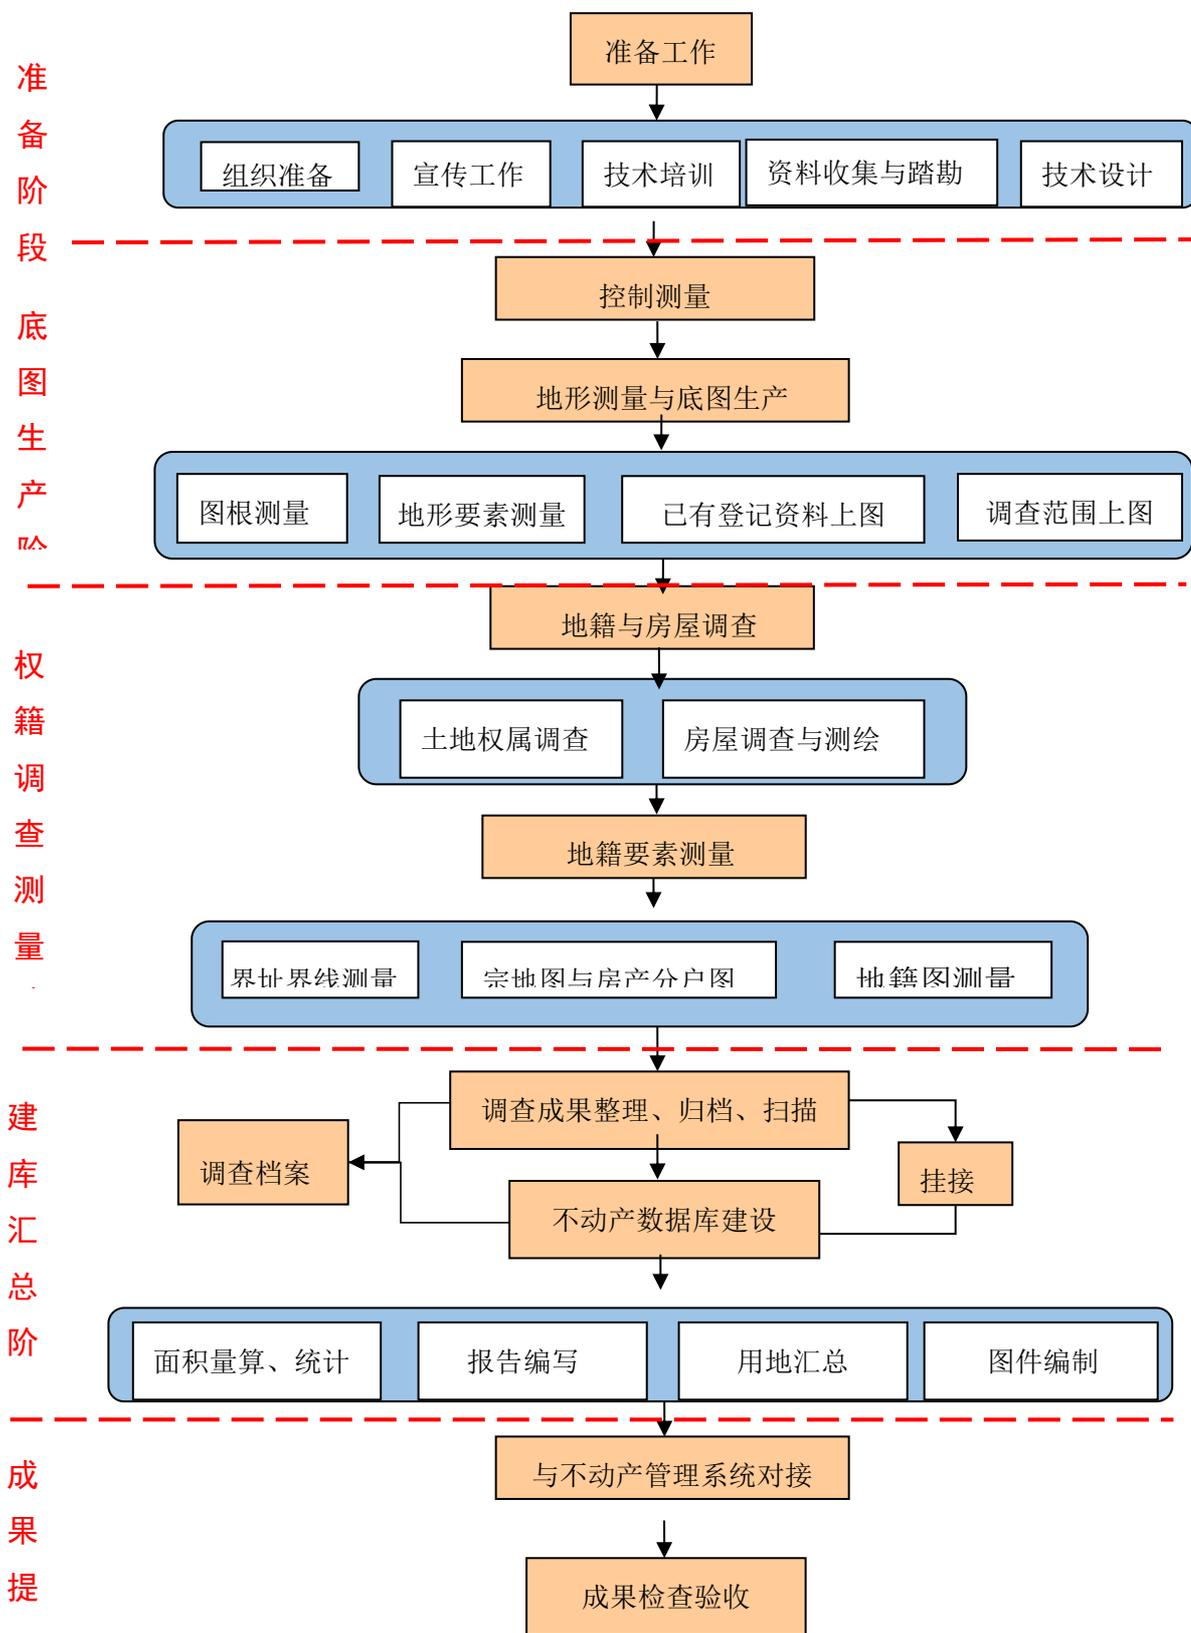 准备阶段
准备工作
组织准备
宣传工作
技术培训
资料收集与踏勘
技术设计
底图生产阶
控制测量
地形测量与底图生产
图根测量
地形要素测量
已有登记资料上图
调查范围上图
权籍调查测量
地籍与房屋调查
土地权属调查
房屋调查与测绘
地籍要素测量
界址界线测量
宗地图与房产分户图
地籍图测量
建库汇总阶
调查成果整理、归档、扫描
调查档案
挂接
不动产数据库建设
面积量算、统计
报告编写
用地汇总
图件编制
成果提
与不动产管理系统对接
成果检查验收